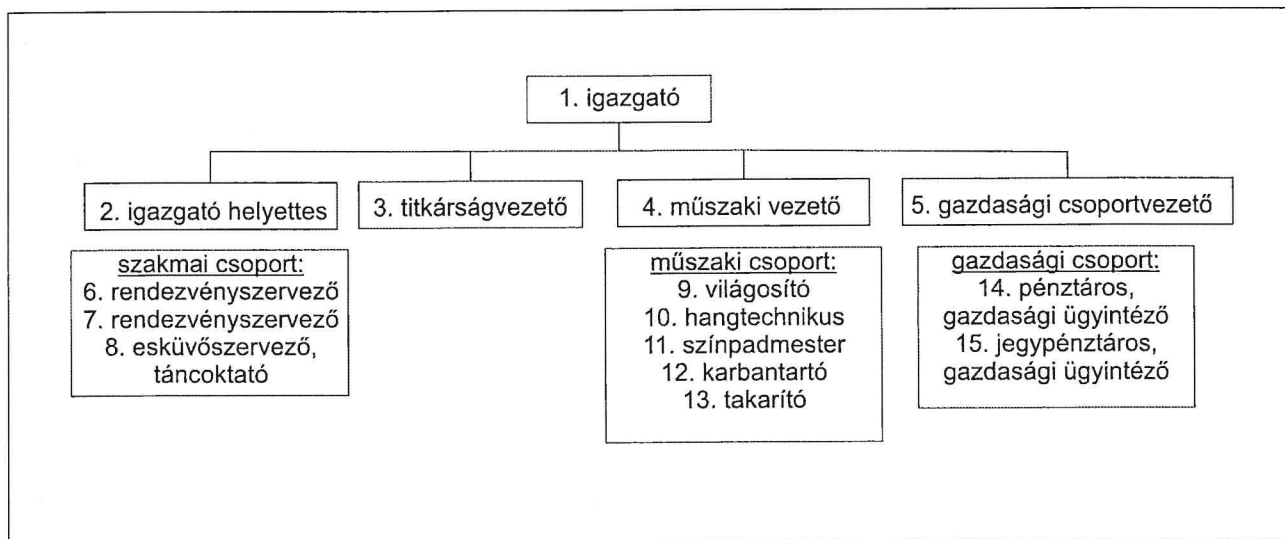 1. igazgató
2. igazgató helyettes
3. titkárságvezető
4. műszaki vezető
5. gazdasági csoportvezető
szakmai csoport:
6. rendezvényszervező
7. rendezvényszervező
8. esküvőszervező,
táncoktató
műszaki csoport:
9. világosító
10. hangtechnikus
11. színpadmester
12. karbantartó
13. takarító
gazdasági csoport:
14. pénztáros,
gazdasági ügyintéző
15. jegypénztáros,
gazdasági ügyintéző